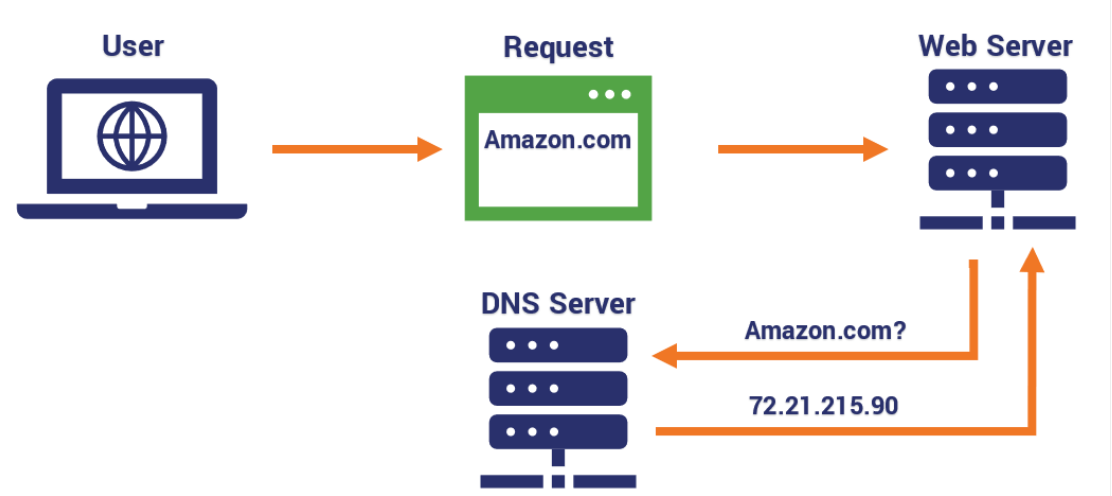 User
Request
Web Server
Amazon.com
DNS Server
Amazon.com?
72.21.215.90